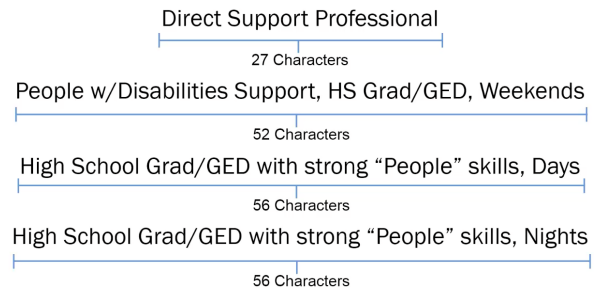 Direct Support Professional
27 Characters
People w/Disabilities Support, HS Grad/GED, Weekends
52 Characters
High School Grad/GED with strong “People” skills, Days
56 Characters
High School Grad/GED with strong “People” skills, Nights
56 Characters